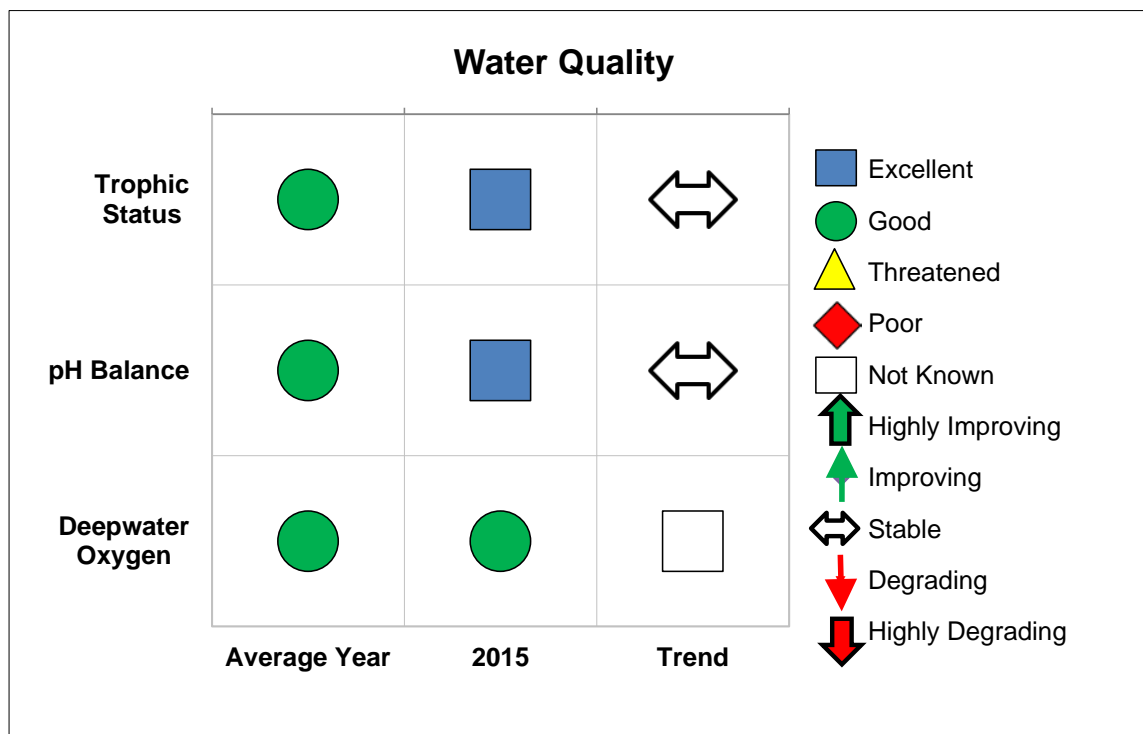 Water Quality
Trophic
Status
pH Balance
Deepwater
Oxygen
Average Year
2015
Trend
Excellent
Good
Threatened
Poor
Not Known
Highly Improving
Improving
Stable
Degrading
Highly Degrading